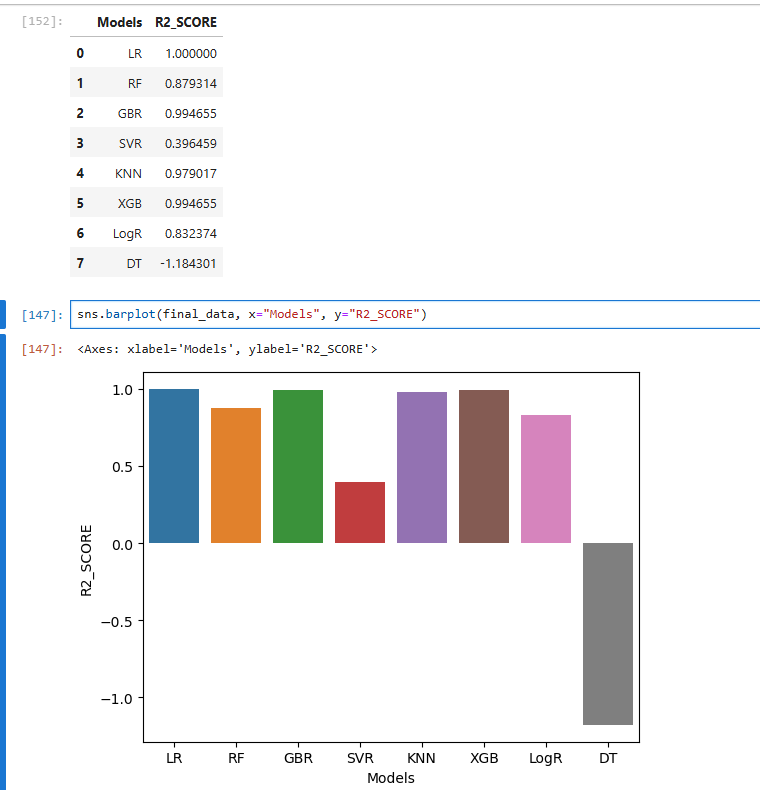 [152]: Models R2_SCORE
0 LR 1.000000
1 RF 0.879314
2 GBR 0.994655
3 SVR 0.396459
4 KNN 0.979017
5 XGB 0.994655
6 LogR 0.832374
7 DT -1.184301
[147]: sns.barplot(final_data, x="Models", y="R2_SCORE")
[147]: <Axes: xlabel='Models', ylabel='R2_SCORE'>
1.0
0.5
0.0
−0.5
−1.0
R2_SCORE
LR RF GBR SVR KNN XGB LogR DT
Models